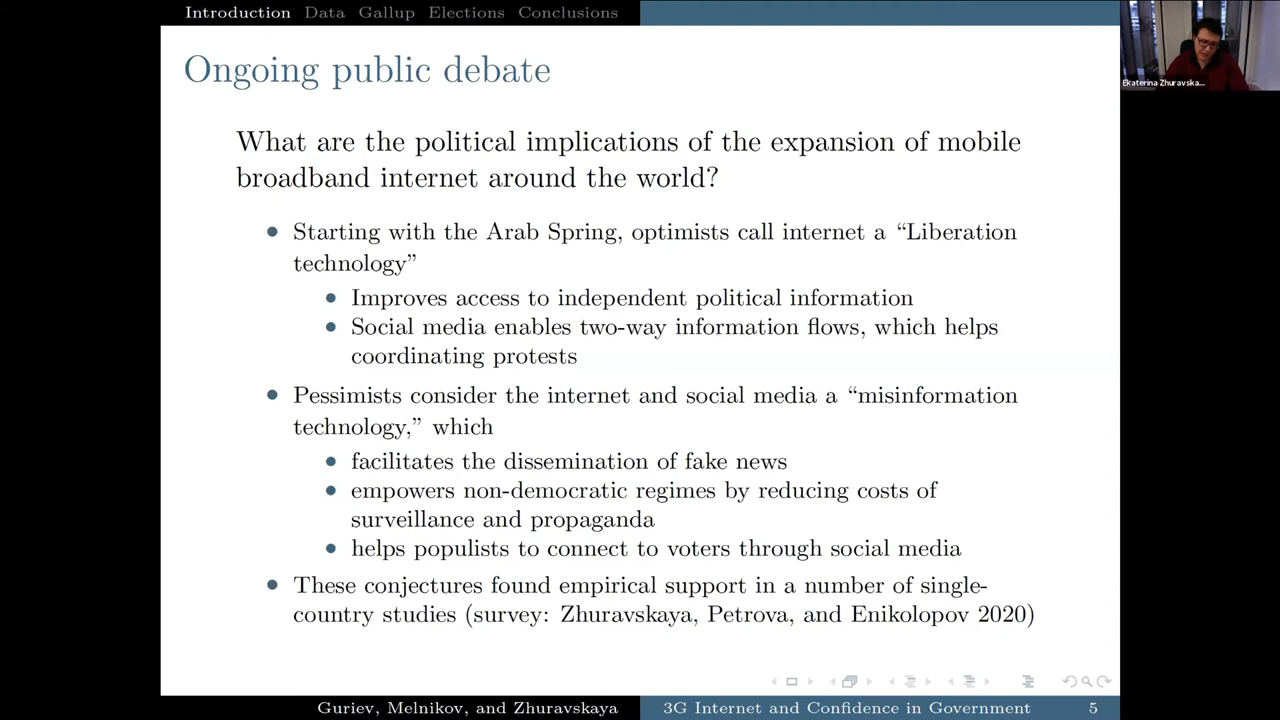 Introduction Data Gallup Elections Conclusions
Ekaterina Zhuravska...
Ongoing public debate
What are the political implications of the expansion of mobile
broadband internet around the world?
Starting with the Arab Spring, optimists call internet a “Liberation
technology”
Improves access to independent political information
Social media enables two-way information flows, which helps
coordinating protests
Pessimists consider the internet and social media a “misinformation
technology,” which
facilitates the dissemination of fake news
empowers non-democratic regimes by reducing costs of
surveillance and propaganda
helps populists to connect to voters through social media
These conjectures found empirical support in a number of single-
country studies (survey: Zhuravskaya, Petrova, and Enikolopov 2020)
Guriev, Melnikov, and Zhuravskaya 3G Internet and Confidence in Government 5